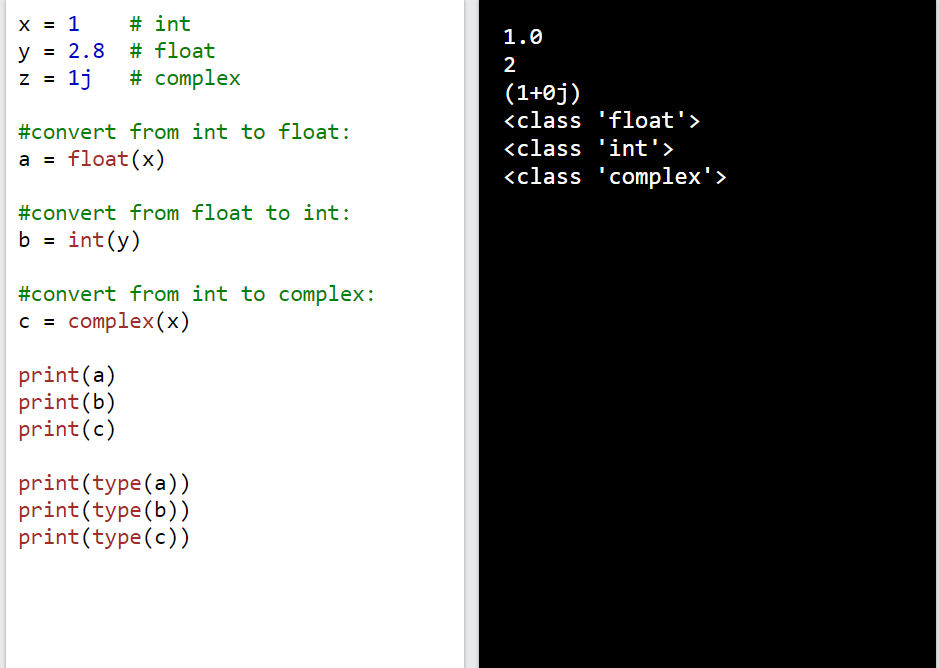 x = 1    # int
y = 2.8  # float
z = 1j   # complex
#convert from int to float:
a = float(x)
#convert from float to int:
b = int(y)
#convert from int to complex:
c = complex(x)
print(a)
print(b)
print(c)
print(type(a))
print(type(b))
print(type(c))
1.0
2
(1+0j)
<class 'float'>
<class 'int'>
<class 'complex'>